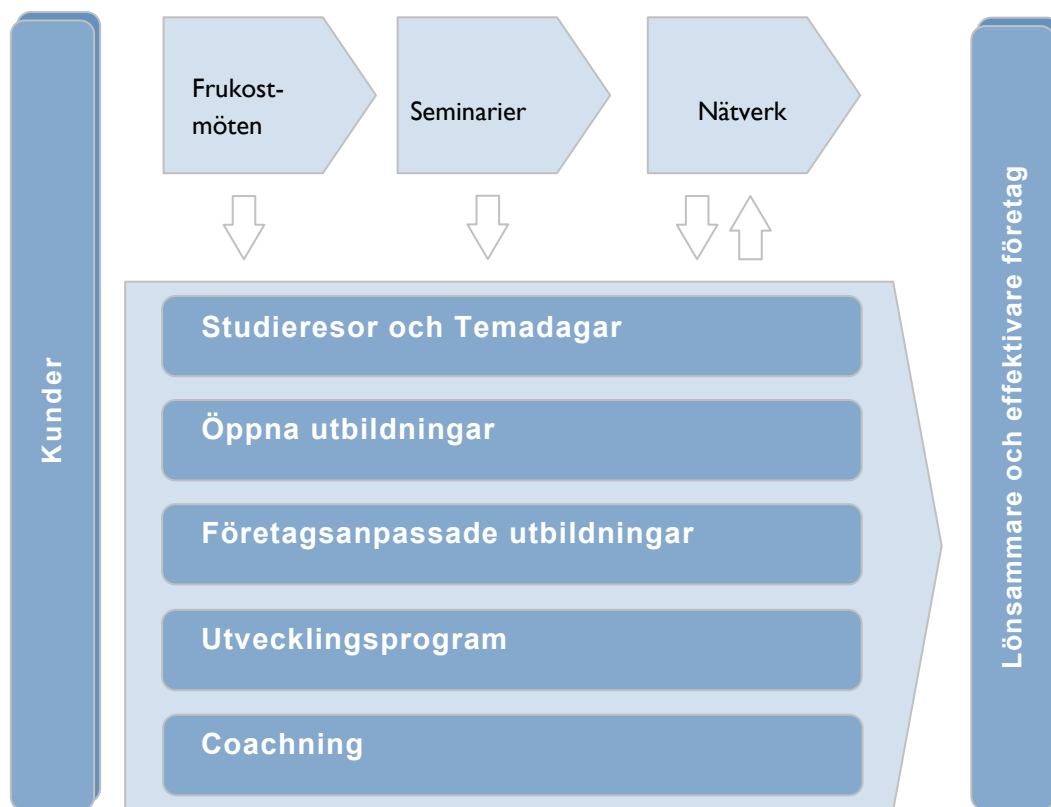 Kunder
Frukost-
möten
Seminarier
Nätverk
Studieresor och Temadagar
Öppna utbildningar
Företagsanpassade utbildningar
Utvecklingsprogram
Coachning
Lönsammare och effektivare företag